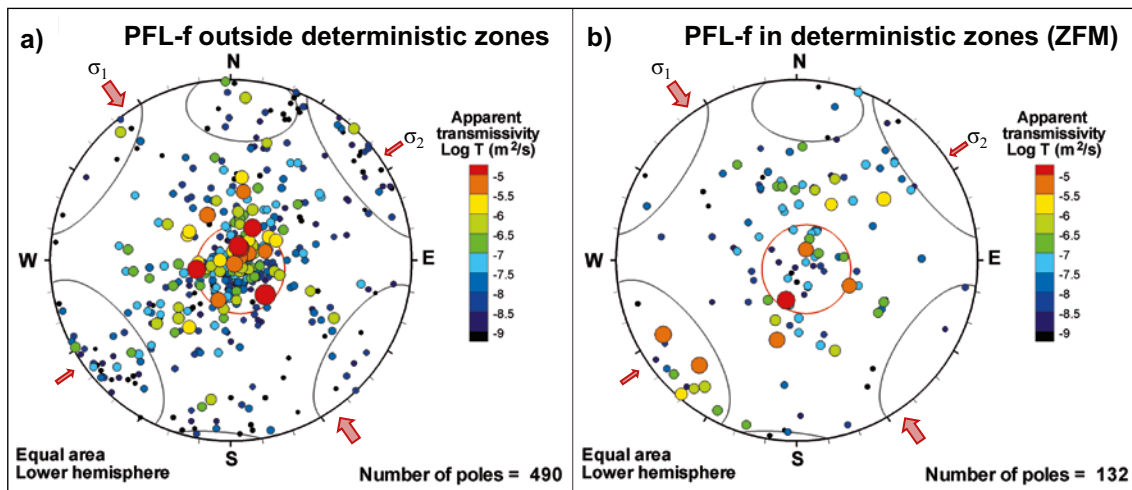 a) PFL-f outside deterministic zones
N
σ1
σ2
W
E
S
Apparent
transmissivity
Log T (m²/s)
-5
-5.5
-6
-6.5
-7
-7.5
-8
-8.5
-9
Equal area
Lower hemisphere
Number of poles = 490
b) PFL-f in deterministic zones (ZFM)
N
σ1
σ2
W
E
S
Apparent
transmissivity
Log T (m²/s)
-5
-5.5
-6
-6.5
-7
-7.5
-8
-8.5
-9
Equal area
Lower hemisphere
Number of poles = 132